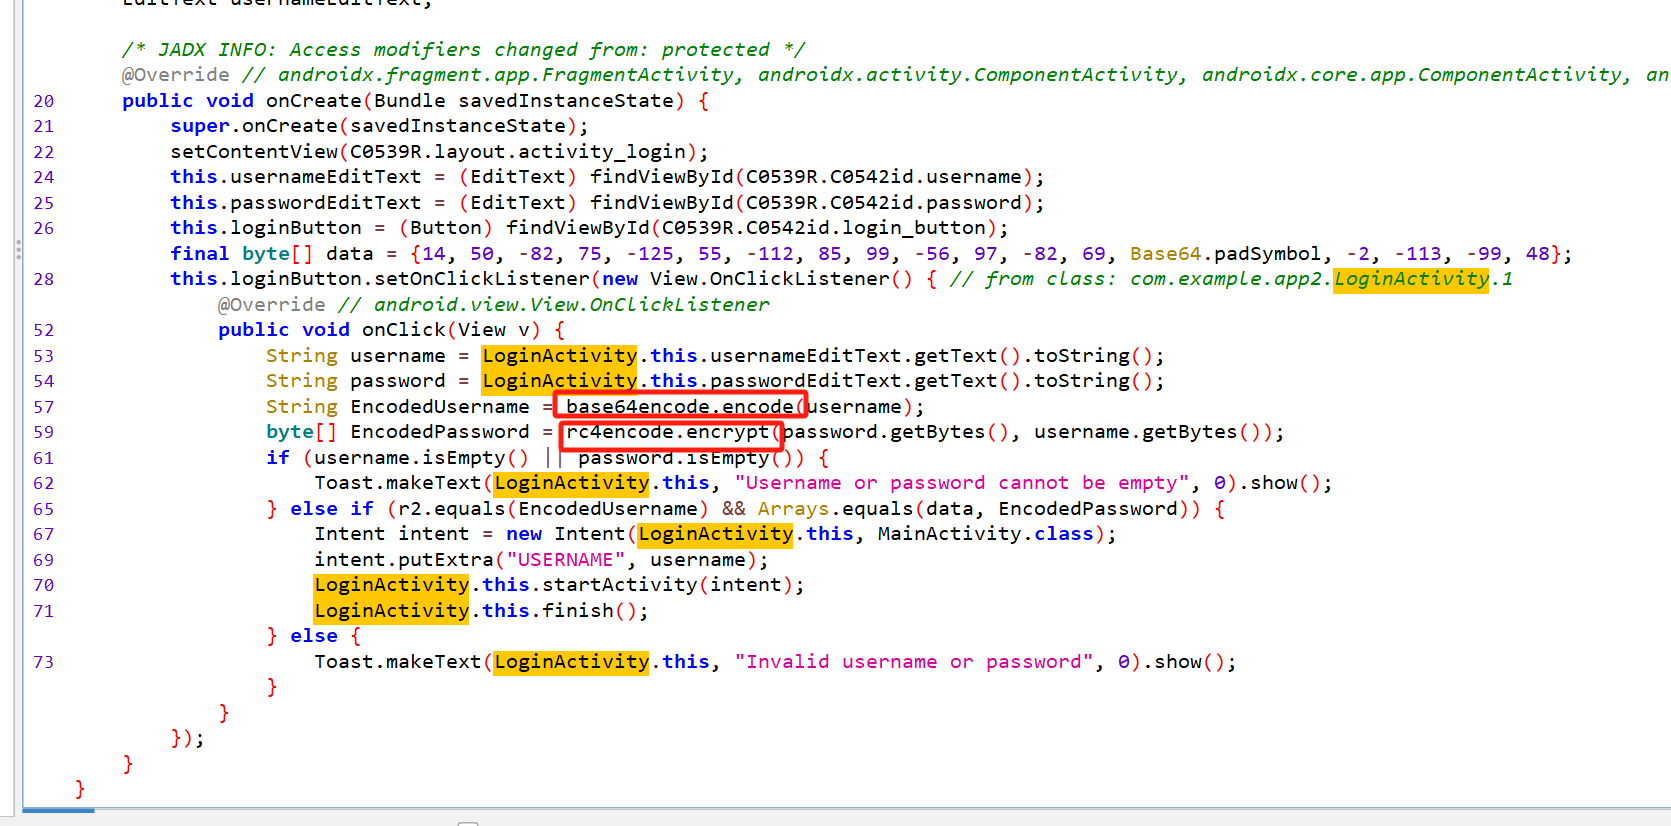 EditText usernameEditText;
/* JADX INFO: Access modifiers changed from: protected */
@Override // androidx.fragment.app.FragmentActivity, androidx.activity.ComponentActivity, androidx.core.app.ComponentActivity, an
20 public void onCreate(Bundle savedInstanceState) {
21 super.onCreate(savedInstanceState);
22 setContentView(C0539R.layout.activity_login);
24 this.usernameEditText = (EditText) findViewById(C0539R.C0542id.username);
25 this.passwordEditText = (EditText) findViewById(C0539R.C0542id.password);
26 this.loginButton = (Button) findViewById(C0539R.C0542id.login_button);
final byte[] data = {14, 50, -82, 75, -125, 55, -112, 85, 99, -56, 97, -82, 69, Base64.padSymbol, -2, -113, -99, 48};
28 this.loginButton.setOnClickListener(new View.OnClickListener() { // from class: com.example.app2.LoginActivity.1
@Override // android.view.View.OnClickListener
52 public void onClick(View v) {
53 String username = LoginActivity.this.usernameEditText.getText().toString();
54 String password = LoginActivity.this.passwordEditText.getText().toString();
57 String EncodedUsername = base64encode.encode(username);
59 byte[] EncodedPassword = rc4encode.encrypt(password.getBytes(), username.getBytes());
61 if (username.isEmpty() || password.isEmpty()) {
62 Toast.makeText(LoginActivity.this, "Username or password cannot be empty", 0).show();
65 } else if (r2.equals(EncodedUsername) && Arrays.equals(data, EncodedPassword)) {
67 Intent intent = new Intent(LoginActivity.this, MainActivity.class);
69 intent.putExtra("USERNAME", username);
70 LoginActivity.this.startActivity(intent);
71 LoginActivity.this.finish();
} else {
73 Toast.makeText(LoginActivity.this, "Invalid username or password", 0).show();
}
}
});
}
}